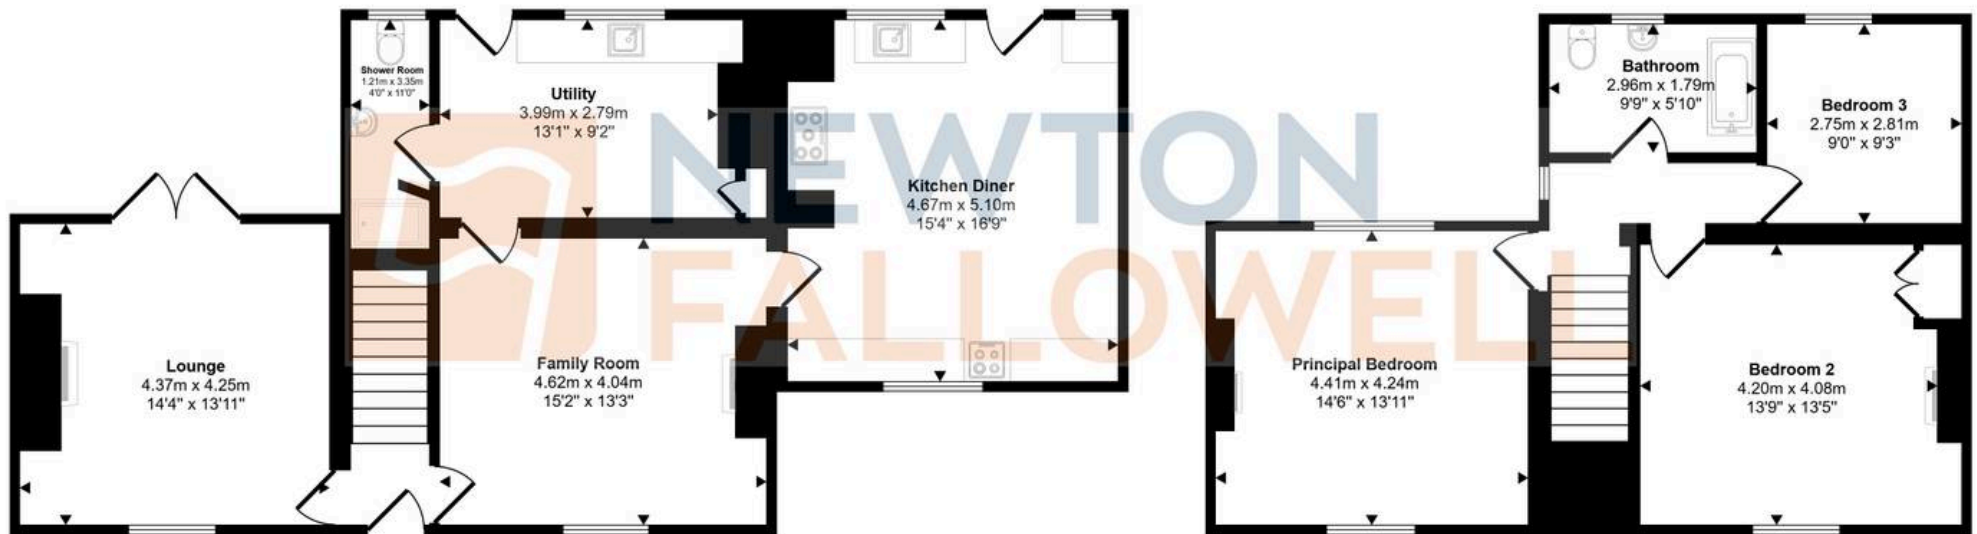 Shower Room
1.21m x 3.35m
4'0" x 11'0"
Utility
3.99m x 2.79m
13'1" x 9'2"
Kitchen Diner
4.67m x 5.10m
15'4" x 16'9"
Lounge
4.37m x 4.25m
14'4" x 13'11"
Family Room
4.62m x 4.04m
15'2" x 13'3"
Bathroom
2.96m x 1.79m
9'9" x 5'10"
Bedroom 3
2.75m x 2.81m
9'0" x 9'3"
Principal Bedroom
4.41m x 4.24m
14'6" x 13'11"
Bedroom 2
4.20m x 4.08m
13'9" x 13'5"
NEWTON
FALLOWELL